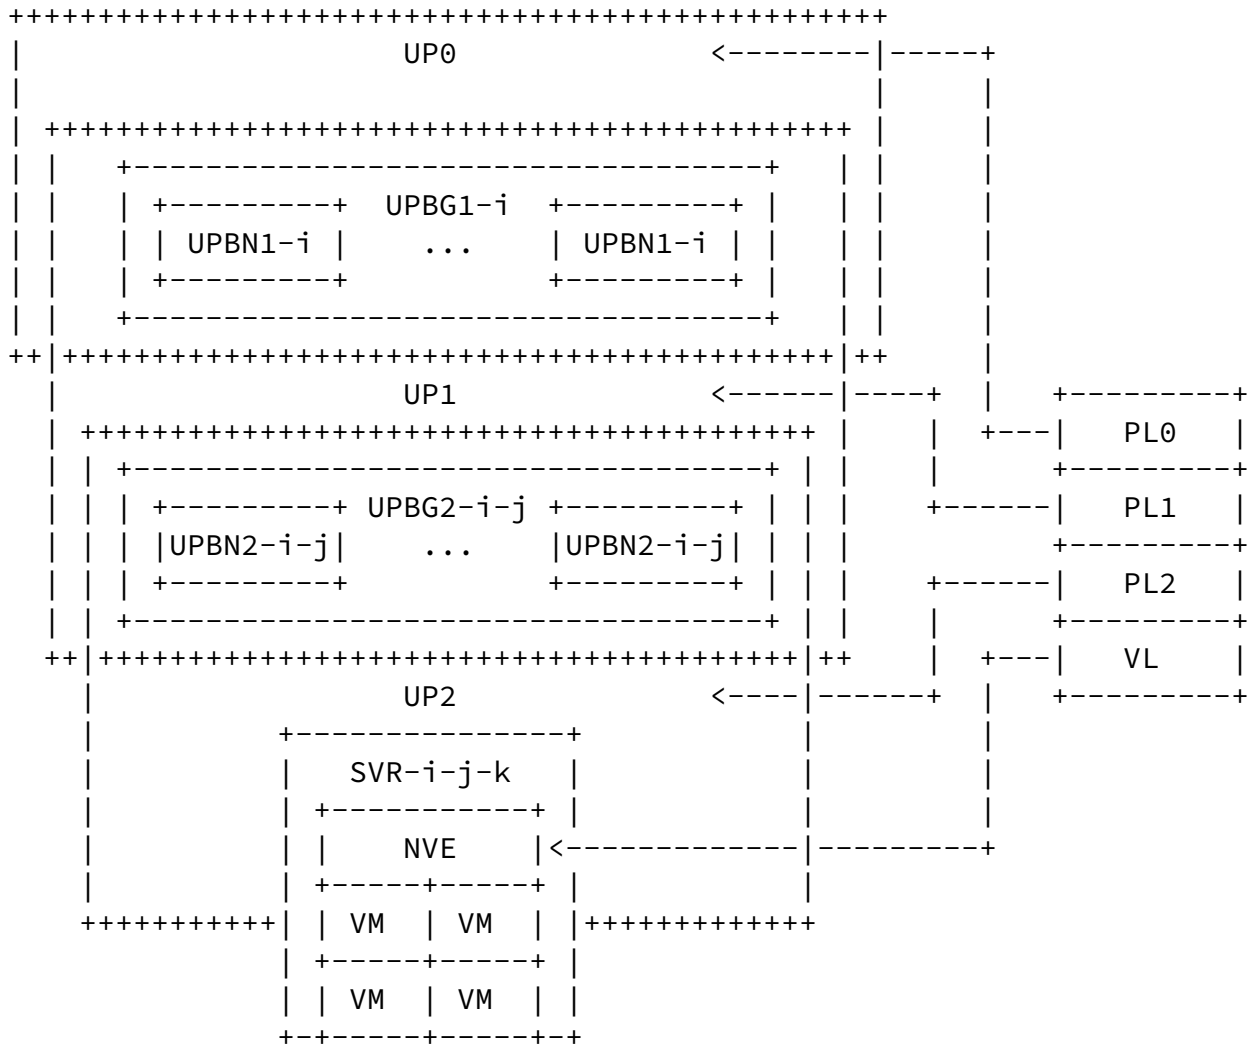 UP0
UPBG1-i
UPBN1-i ... UPBN1-i
UP1
PL0
UPBG2-i-j PL1
UPBN2-i-j ... UPBN2-i-j
PL2
VL
UP2
SVR-i-j-k
NVE
VM VM
VM VM